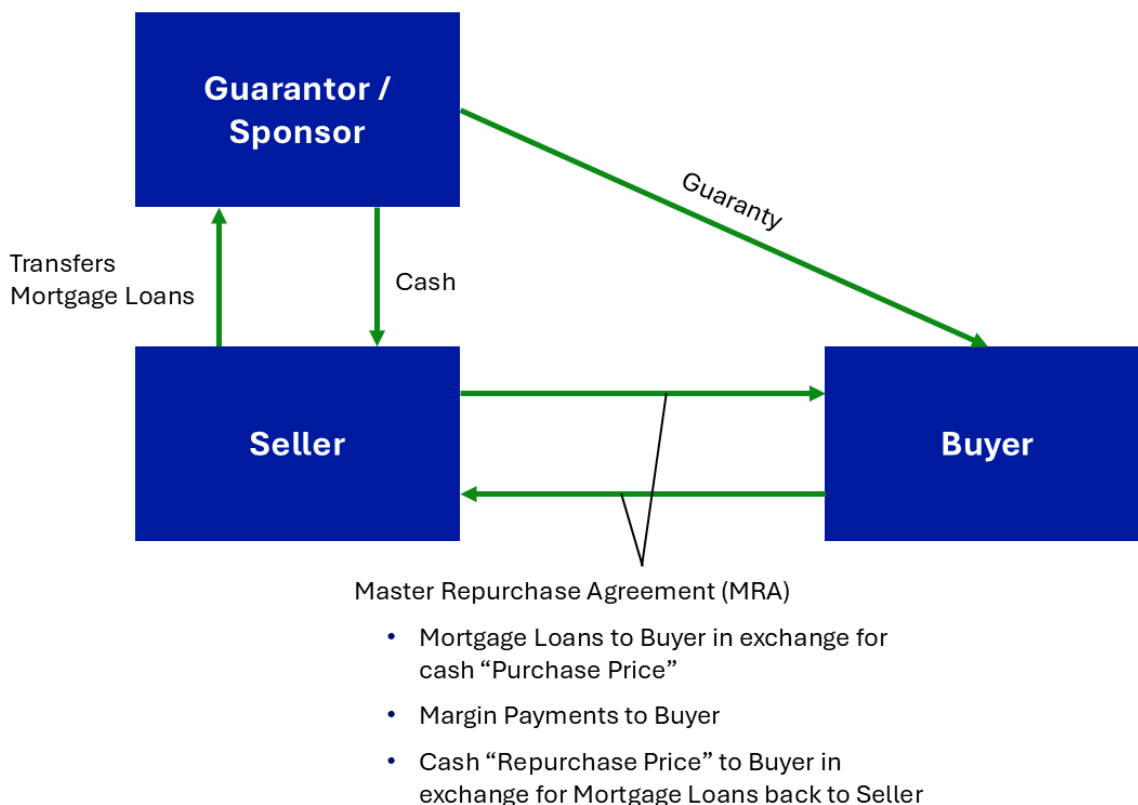 Guarantor /
Sponsor
Guaranty
Transfers
Mortgage Loans
Cash
Seller
Buyer
Master Repurchase Agreement (MRA)
• Mortgage Loans to Buyer in exchange for
cash “Purchase Price”
• Margin Payments to Buyer
• Cash “Repurchase Price” to Buyer in
exchange for Mortgage Loans back to Seller